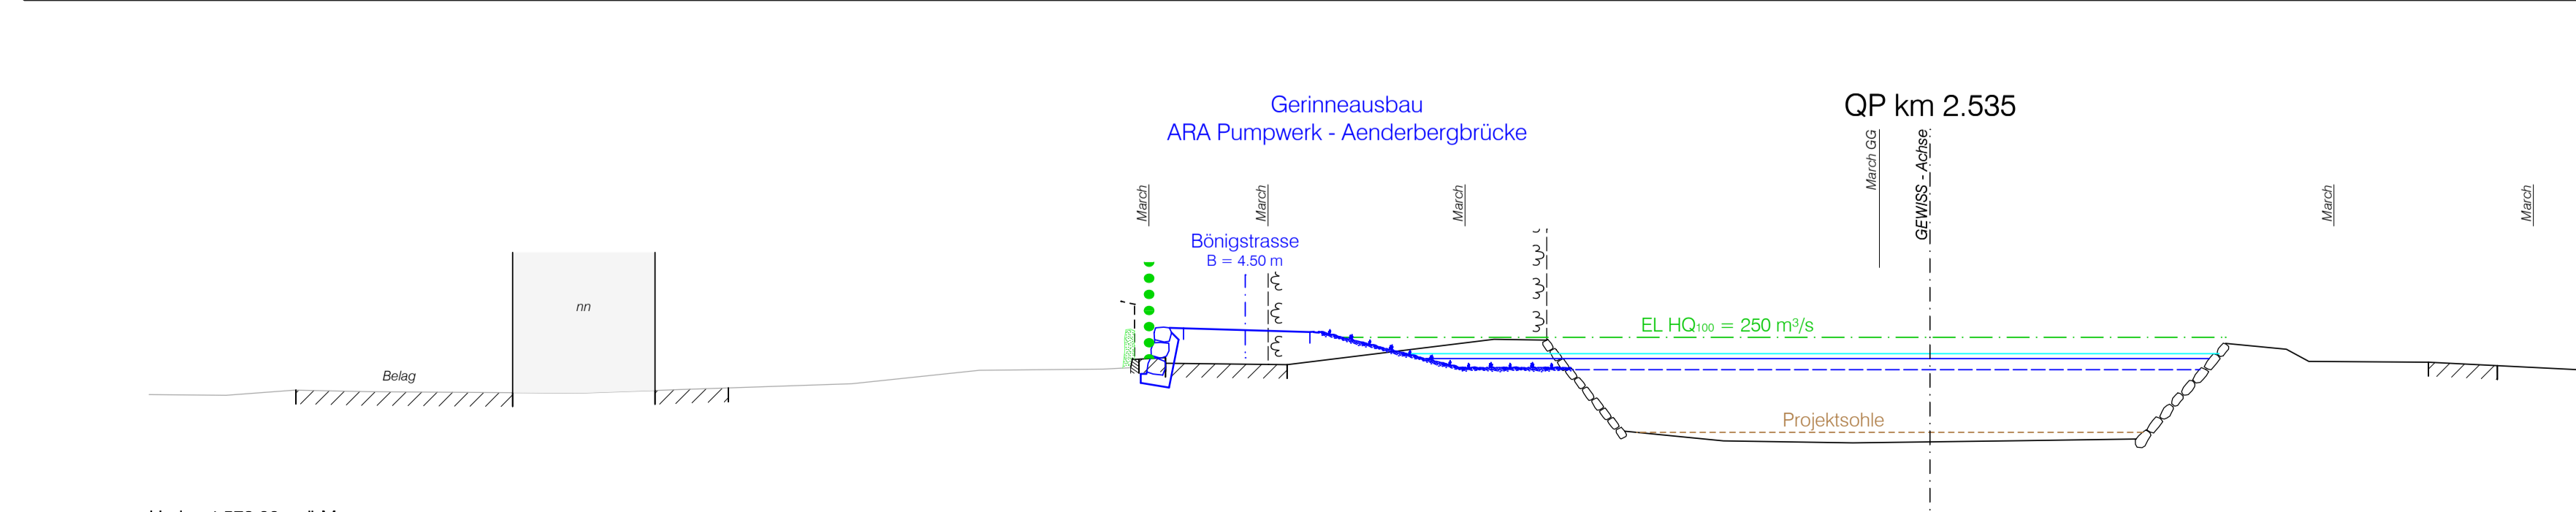 Gerinneausbau
ARA Pumpwerk - Aenderbergbrücke
QP km 2.535
March GG
GEWISS - Achse
March
March
March
March
March
Bönigstrasse
B = 4.50 m
nn
EL HQ100 = 250 m³/s
Belag
Projektsohle